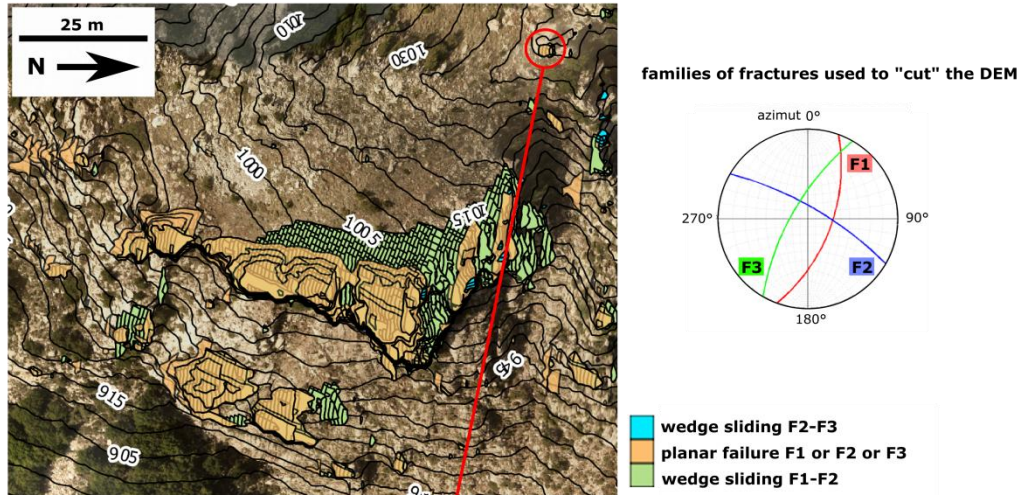 25 m
N
1010
1030
1000
1015
1005
945
915
905
families of fractures used to "cut" the DEM
azimut 0°
F1
270°
90°
F3
F2
180°
wedge sliding F2-F3
planar failure F1 or F2 or F3
wedge sliding F1-F2